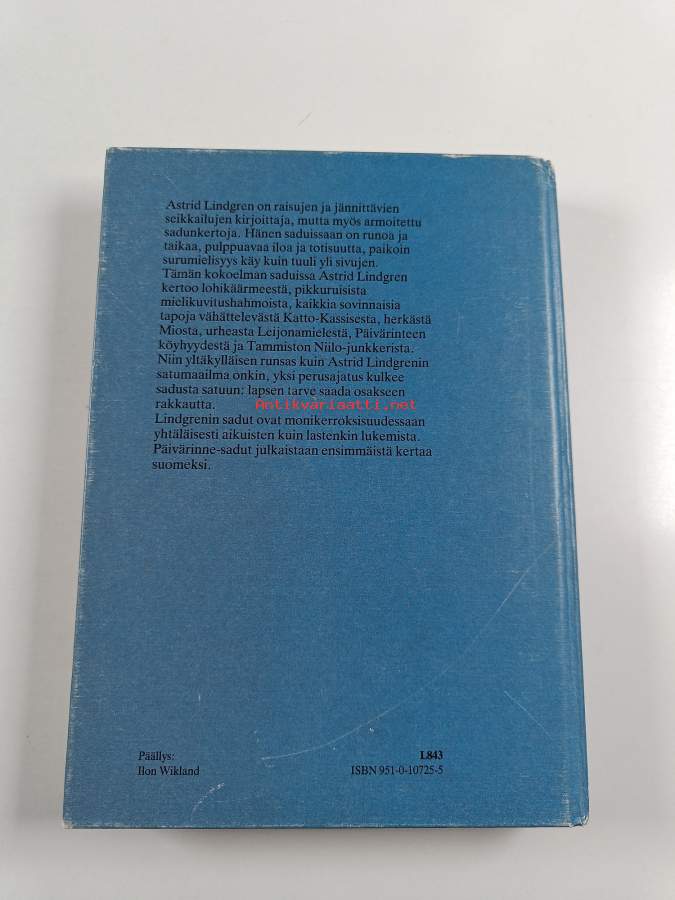 Astrid Lindgren on raisujen ja jännittävien
seikkailujen kirjoittaja, mutta myös armoitettu
sadunkertoja. Hänen saduissaan on runoa ja
taikaa, pulppuavaa iloa ja totisuutta, paikoin
surumielisyys käy kuin tuuli yli sivujen.
Tämän kokoelman saduissa Astrid Lindgren
kertoo lohikäärmeestä, pikkuruisista
mielikuvitushahmoista, kaikkia sovinnaisia
tapoja vähättelevästä Katto-Kassisesta, herkästä
Miosta, urheasta Leijonamielestä, Päivärinteen
köyhyydestä ja Tammiston Niilo-junkkerista.
Niin yltäkylläisen runsas kuin Astrid Lindgrenin
satumaailma onkin, yksi perusajatus kulkee
sadusta satuun: lapsen tarve saada osakseen
rakkautta.
Antikvariaatti.net
Lindgrenin sadut ovat monikerroksisuudessaan
yhtäläisesti aikuisten kuin lastenkin lukemista.
Päivärinne-sadut julkaistaan ensimmäistä kertaa
suomeksi.
Päällys:
Ilon Wikland
L843
ISBN 951-0-10725-5